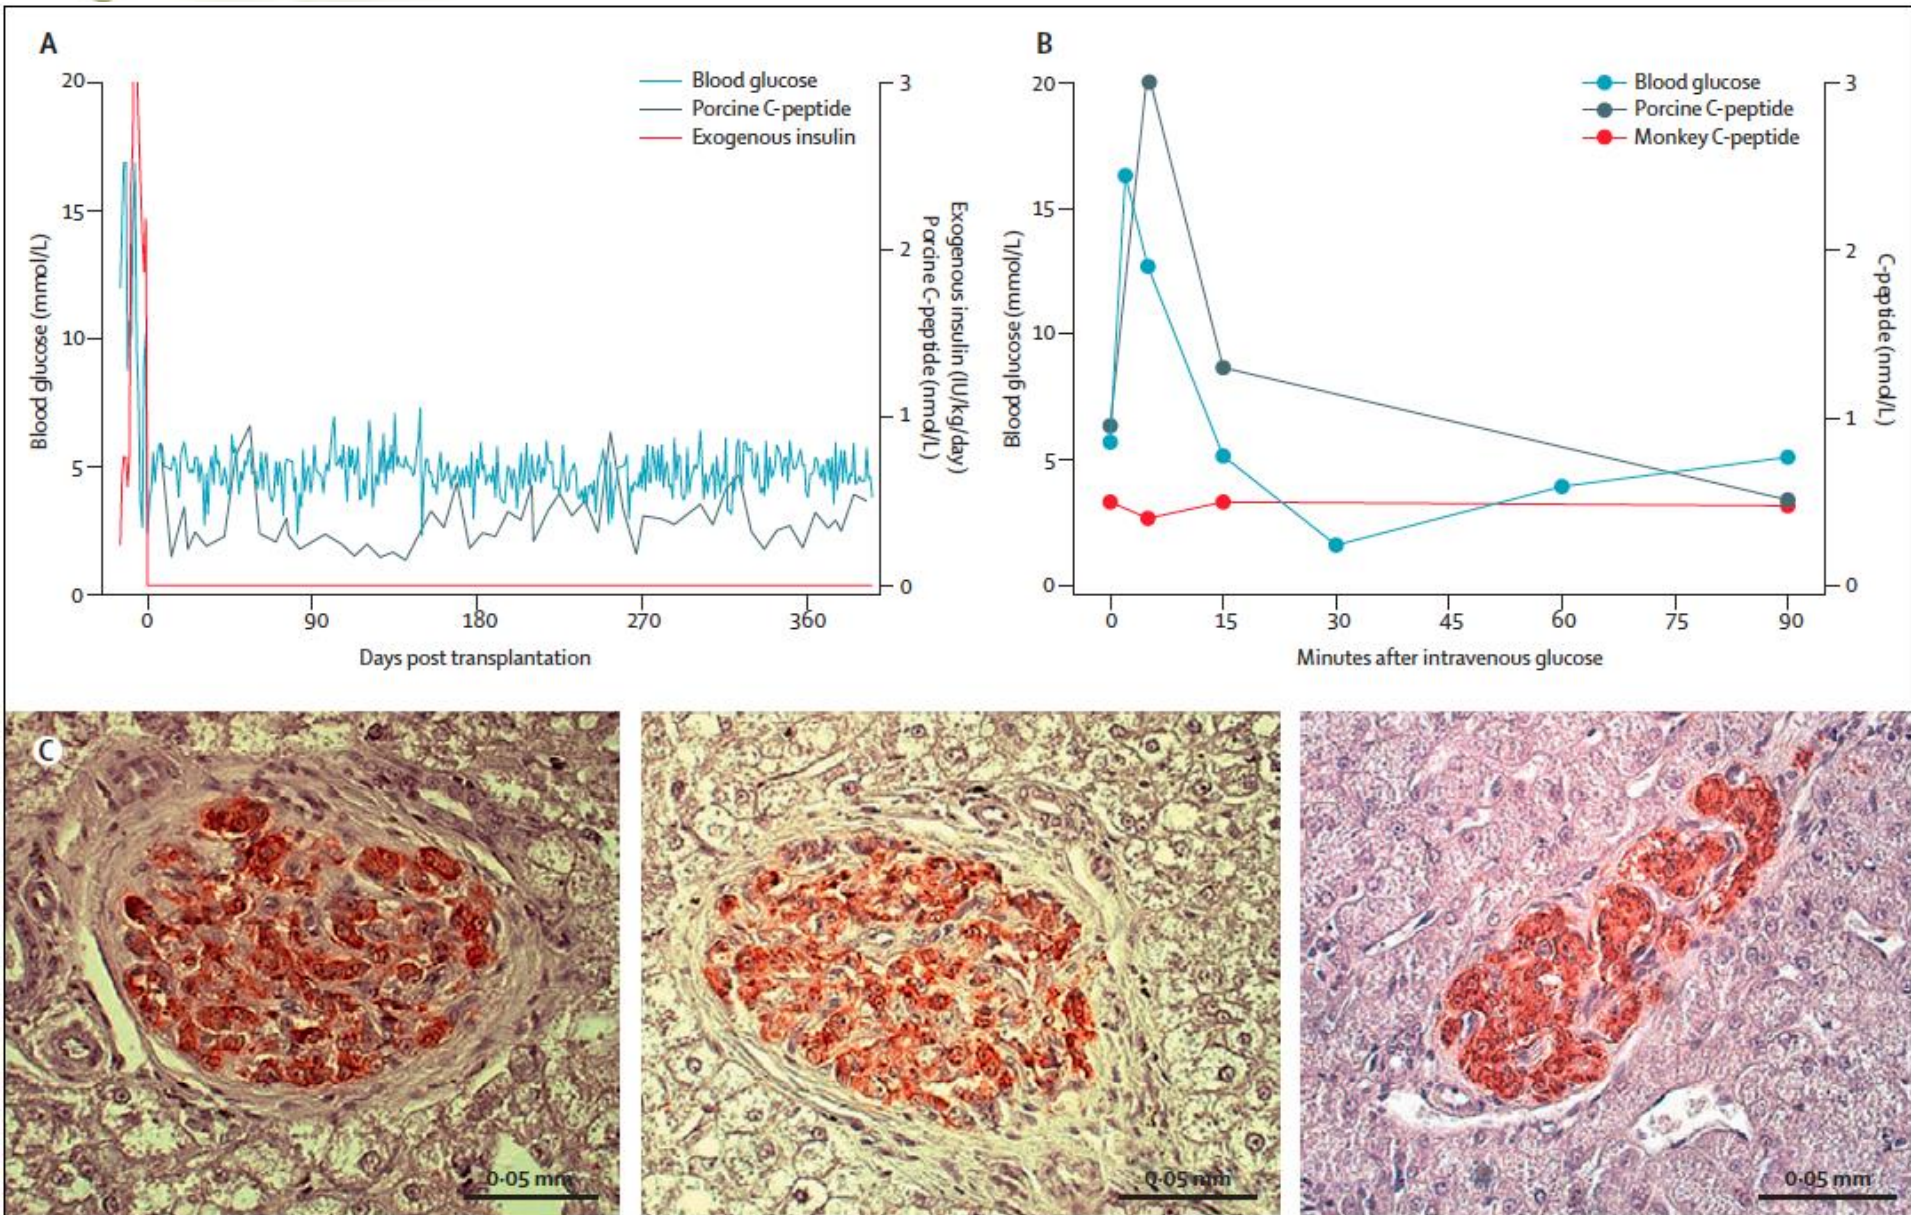 A
20
15
10
5
0
Blood glucose (mmol/L)
Blood glucose
Porcine C-peptide
Exogenous insulin
3
2
1
0
Exogenous insulin (IU/kg/day)
Porcine C-peptide (nmol/L)
0
90
180
270
360
Days post transplantation
B
20
15
10
5
0
Blood glucose (mmol/L)
Blood glucose
Porcine C-peptide
Monkey C-peptide
3
2
1
0
C-peptide (nmol/L)
0
15
30
45
60
75
90
Minutes after intravenous glucose
C
0·05 mm
0·05 mm
0·05 mm